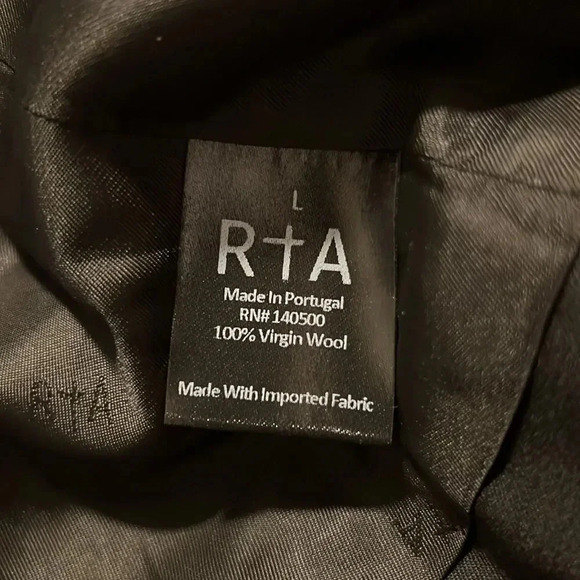 L
R†A
Made In Portugal
RN# 140500
100% Virgin Wool
Made With Imported Fabric
R†A